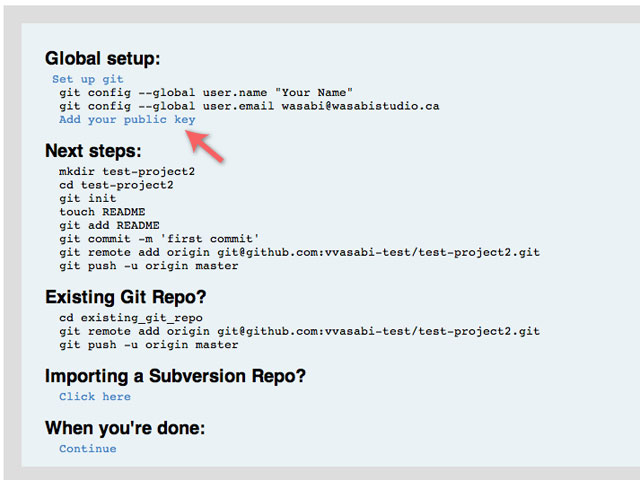 Global setup:
Set up git
git config --global user.name "Your Name"
git config --global user.email wasabi@wasabistudio.ca
Add your public key
Next steps:
mkdir test-project2
cd test-project2
git init
touch README
git add README
git commit -m 'first commit'
git remote add origin git@github.com:vvasabi-test/test-project2.git
git push -u origin master
Existing Git Repo?
cd existing_git_repo
git remote add origin git@github.com:vvasabi-test/test-project2.git
git push -u origin master
Importing a Subversion Repo?
Click here
When you're done:
Continue